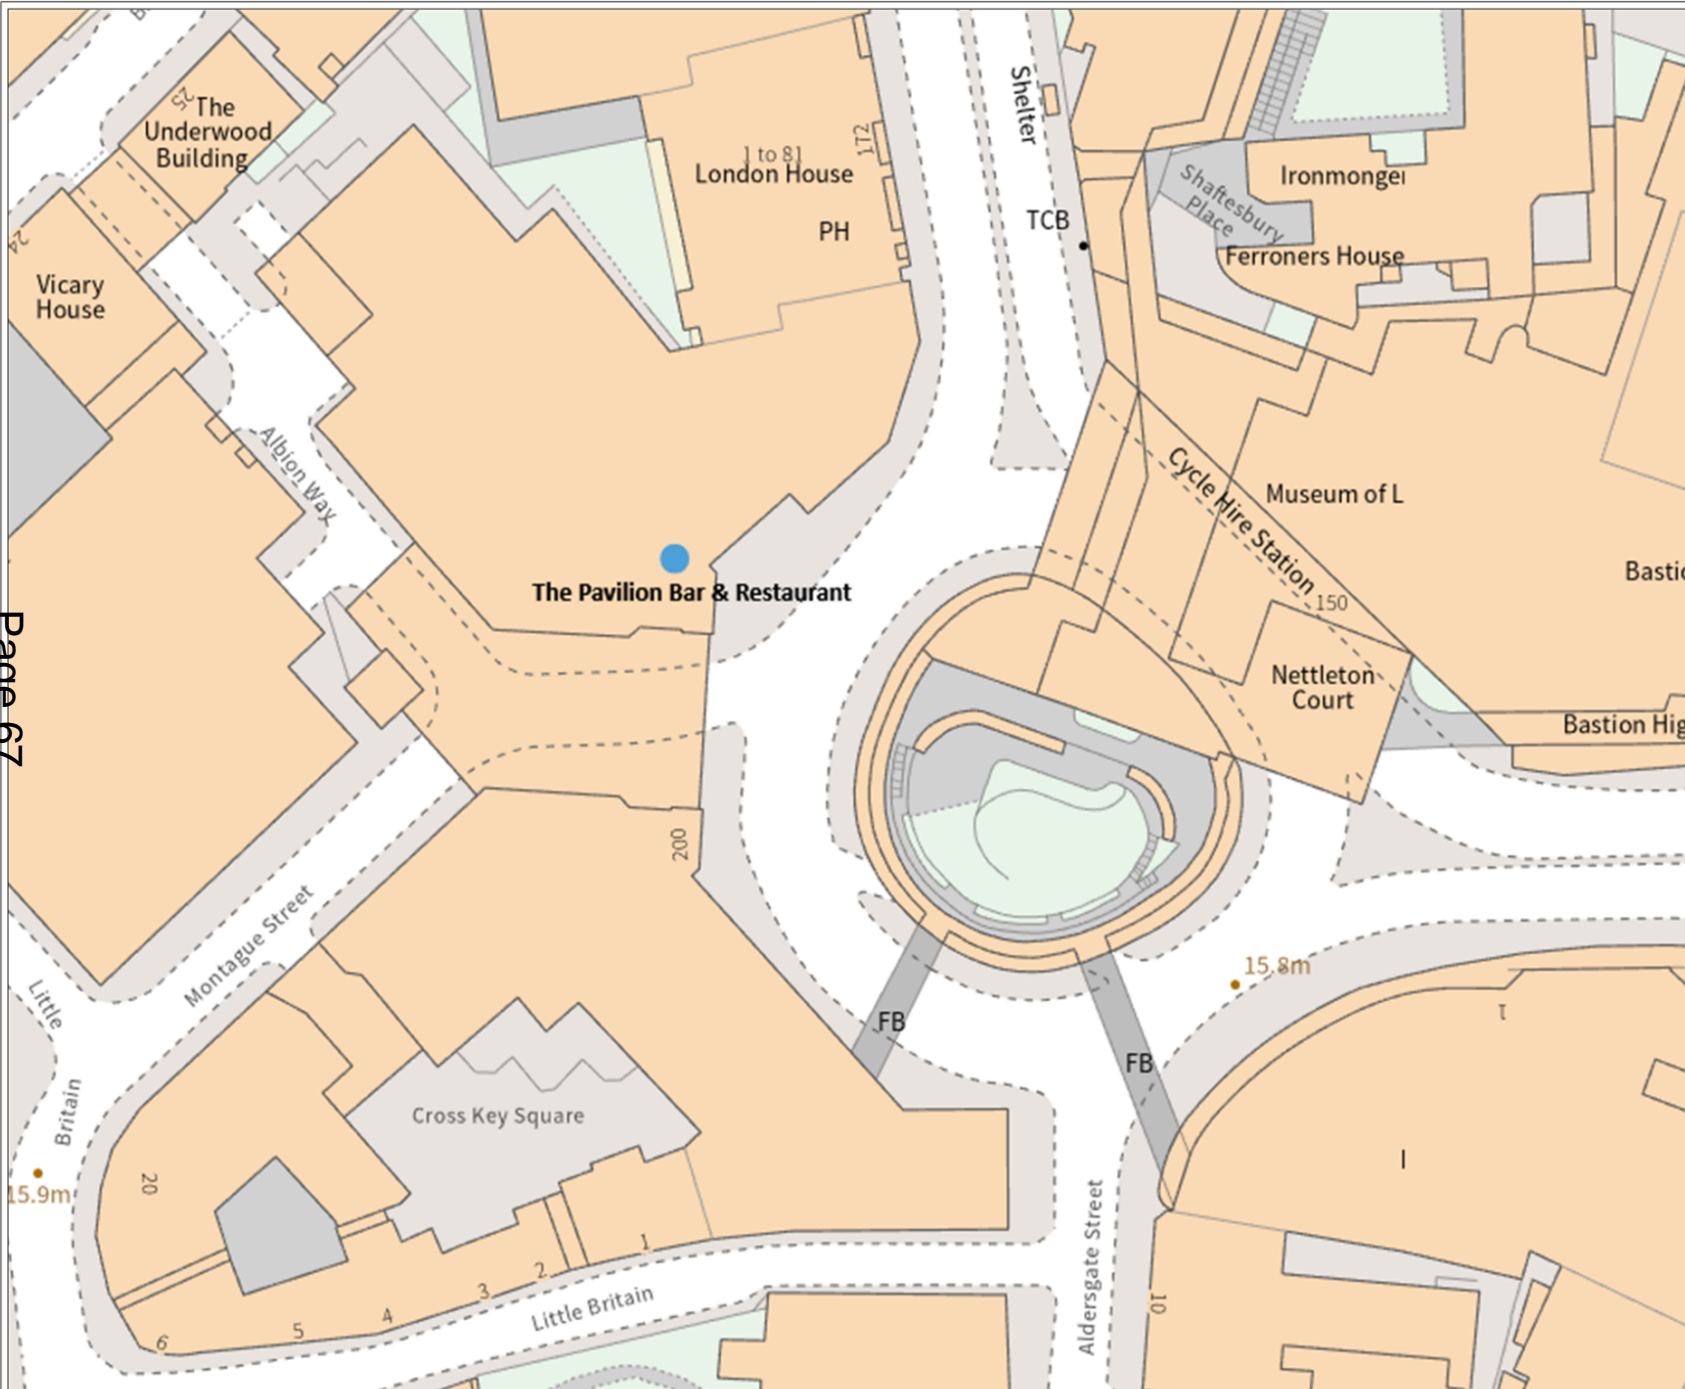 25
The
Underwood
Building
1 to 81
London House
172
PH
Shelter
TCB
Shaftesbury
Place
Ironmonger
Ferroners House
24
Vicary
House
Albion Way
Cycle Hire Station
Museum of L
Bastic
150
The Pavilion Bar & Restaurant
Page 67
Nettleton
Court
Bastion Hig
200
Montague Street
Little
Britain
15.8m
1
FB
FB
Cross Key Square
I
20
15.9m
Aldersgate Street
10
1
2
3
4
5
6
Little Britain